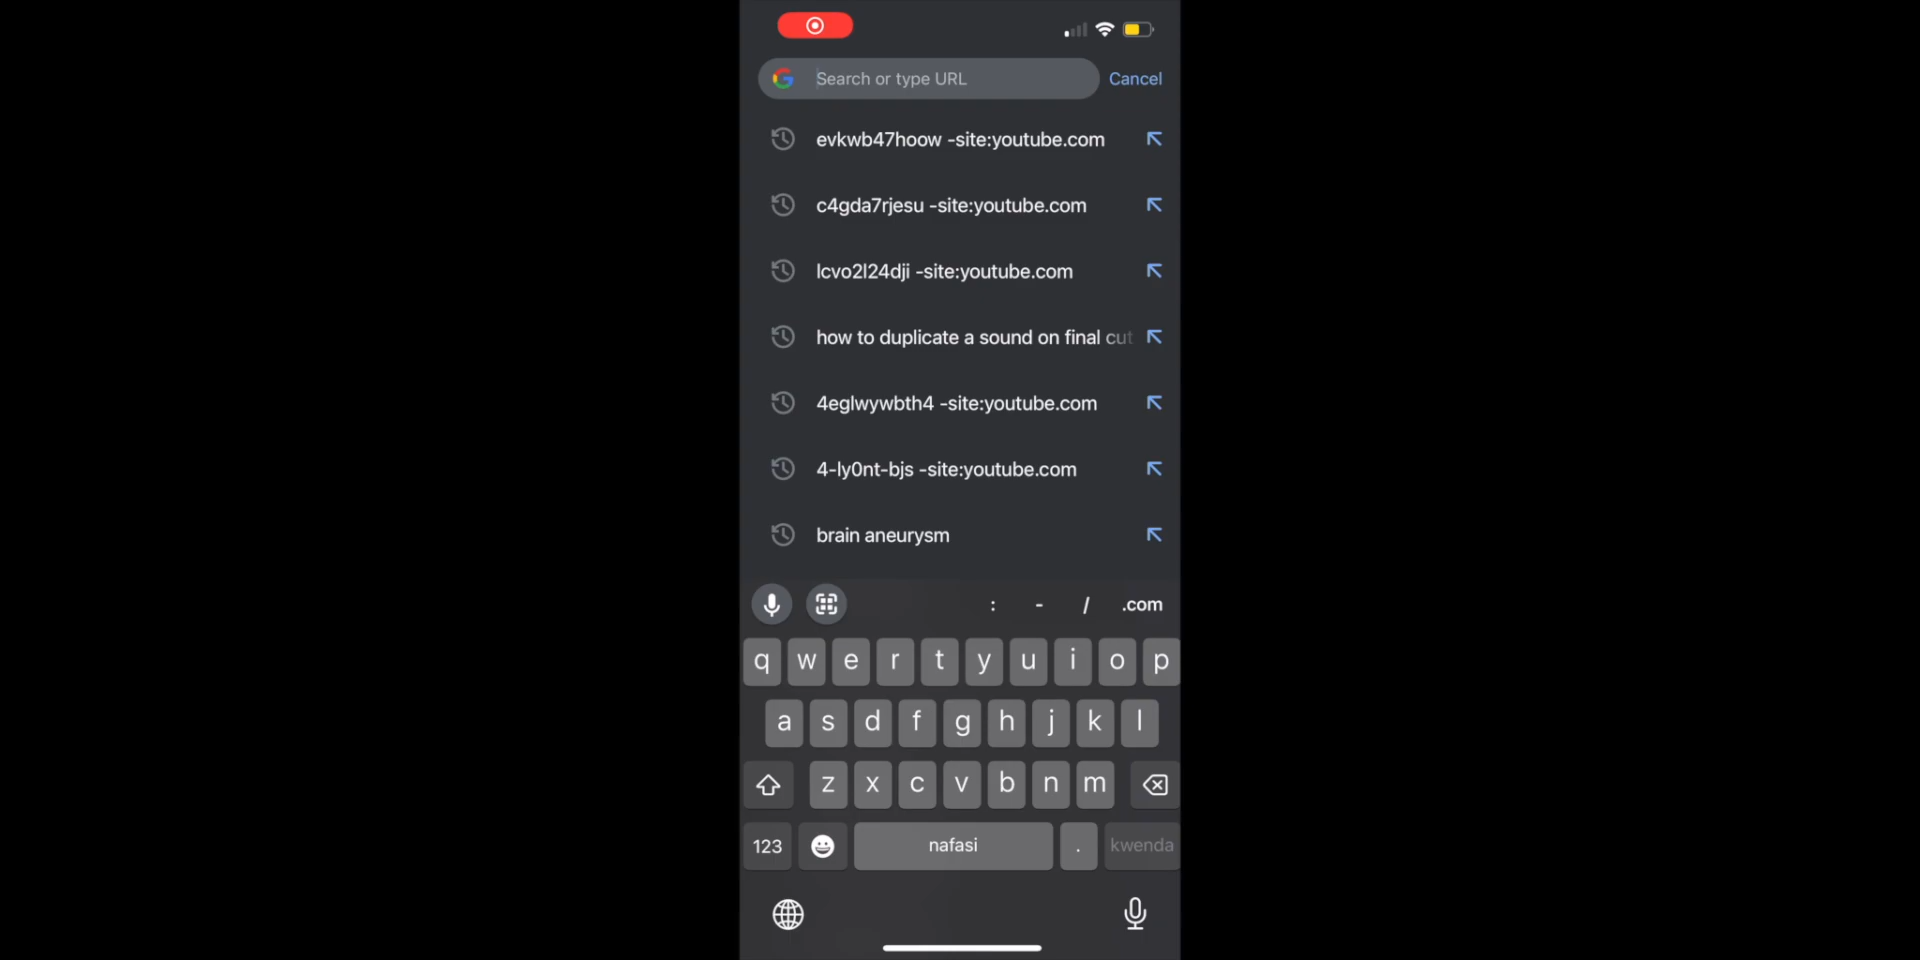 Search or type URL Cancel
evkwb47hoow -site:youtube.com
c4gda7rjesu -site:youtube.com
lcvo2l24dji -site:youtube.com
how to duplicate a sound on final cut
4eglwywbth4 -site:youtube.com
4-ly0nt-bjs -site:youtube.com
brain aneurysm
: - / .com
q w e r t y u i o p
a s d f g h j k l
z x c v b n m
123 nafasi . kwenda